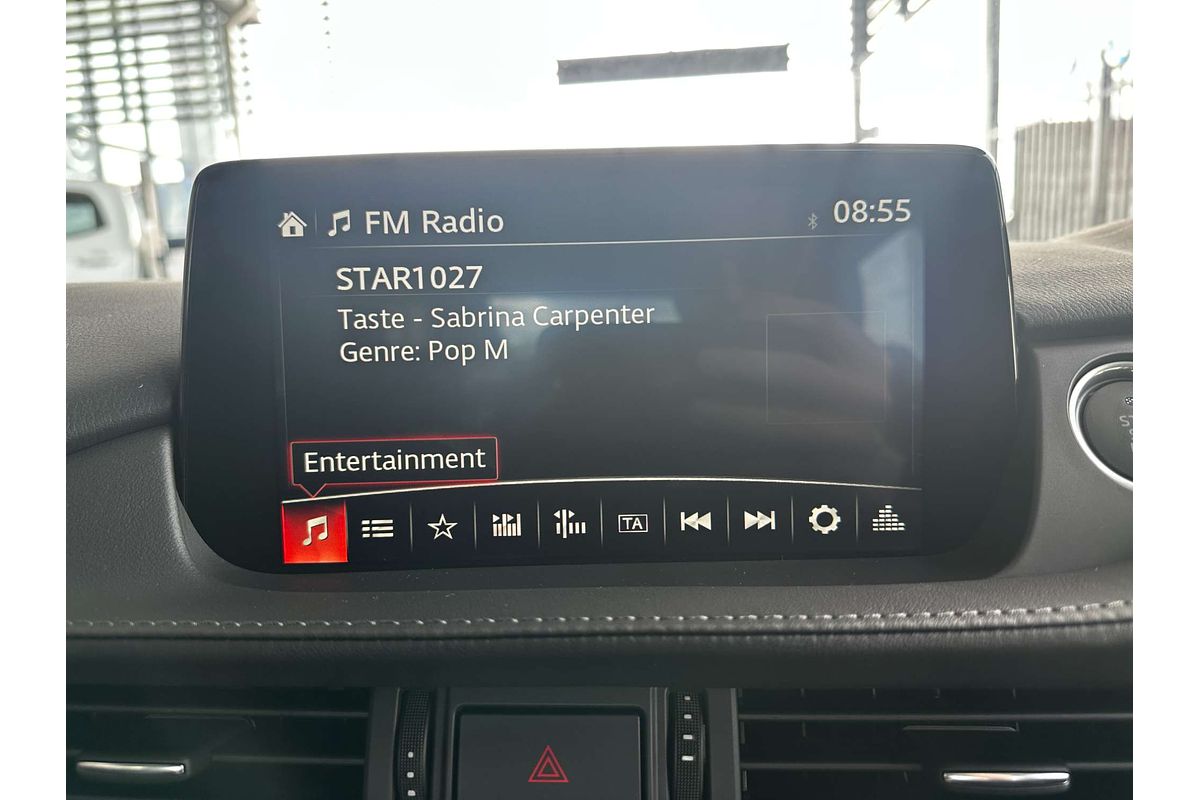 FM Radio
08:55
STAR1027
Taste - Sabrina Carpenter
Genre: Pop M
Entertainment
TA